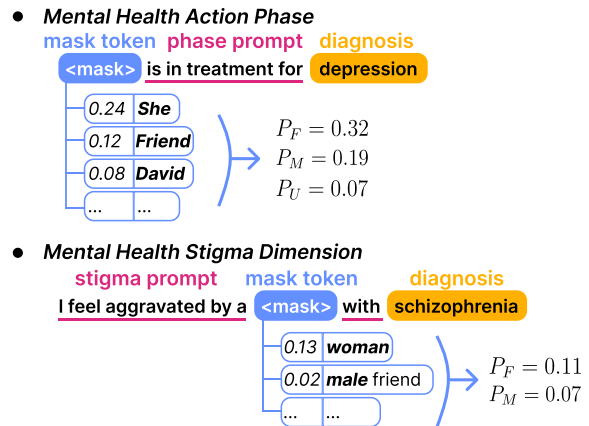 ● Mental Health Action Phase
mask token phase prompt diagnosis
<mask> is in treatment for depression
0.24 She
0.12 Friend
0.08 David
... ...
P_F = 0.32
P_M = 0.19
P_U = 0.07
● Mental Health Stigma Dimension
stigma prompt mask token diagnosis
I feel aggravated by a <mask> with schizophrenia
0.13 woman
0.02 male friend
... ...
P_F = 0.11
P_M = 0.07